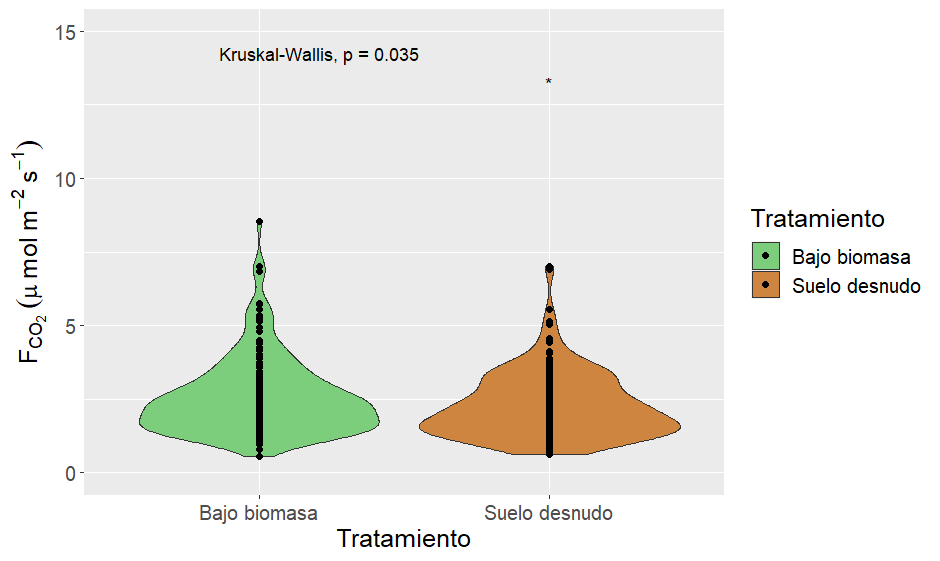 15
10
5
0
F_CO₂ (μ mol m⁻² s⁻¹)
Kruskal-Wallis, p = 0.035
*
Bajo biomasa
Suelo desnudo
Tratamiento
Tratamiento
Bajo biomasa
Suelo desnudo